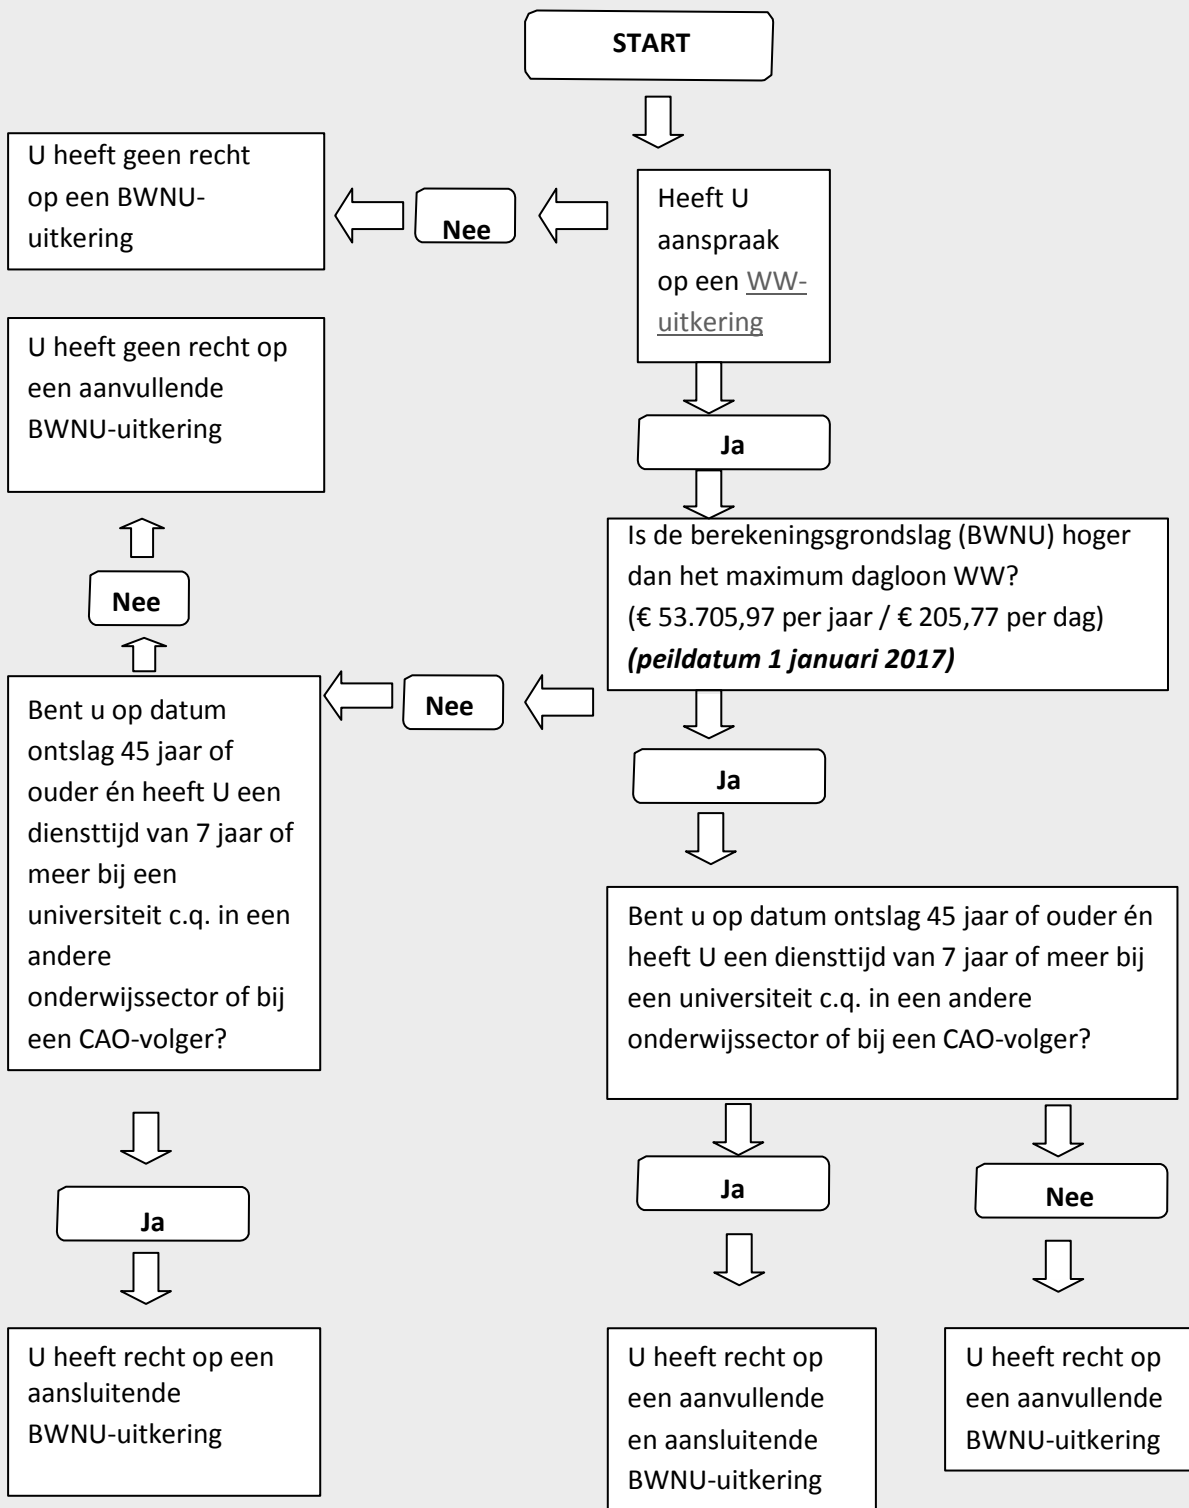 START
U heeft geen recht
op een BWNU-
uitkering
Nee
Heeft U
aanspraak
op een WW-
uitkering
U heeft geen recht op
een aanvullende
BWNU-uitkering
Ja
Is de berekeningsgrondslag (BWNU) hoger
dan het maximum dagloon WW?
(€ 53.705,97 per jaar / € 205,77 per dag)
(peildatum 1 januari 2017)
Nee
Nee
Bent u op datum
ontslag 45 jaar of
ouder én heeft U een
diensttijd van 7 jaar of
meer bij een
universiteit c.q. in een
andere
onderwijssector of bij
een CAO-volger?
Ja
Bent u op datum ontslag 45 jaar of ouder én
heeft U een diensttijd van 7 jaar of meer bij
een universiteit c.q. in een andere
onderwijssector of bij een CAO-volger?
Ja
Ja
Nee
U heeft recht op een
aansluitende
BWNU-uitkering
U heeft recht op
een aanvullende
en aansluitende
BWNU-uitkering
U heeft recht op
een aanvullende
BWNU-uitkering